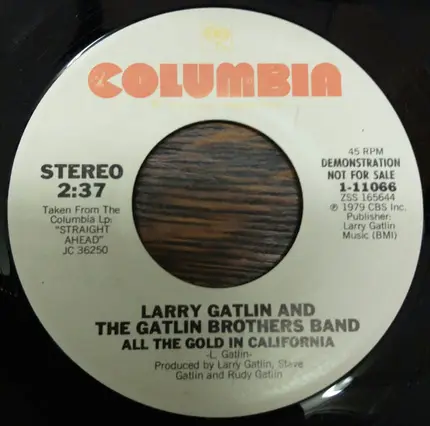 COLUMBIA
STEREO
2:37
Taken From The
Columbia Lp:
"STRAIGHT
AHEAD"
JC 36250
45 RPM
DEMONSTRATION
NOT FOR SALE
1-11066
ZSS 165644
℗ 1979 CBS Inc.
Publisher:
Larry Gatlin
Music (BMI)
LARRY GATLIN AND
THE GATLIN BROTHERS BAND
ALL THE GOLD IN CALIFORNIA
-L. Gatlin-
Produced by Larry Gatlin, Steve
Gatlin and Rudy Gatlin